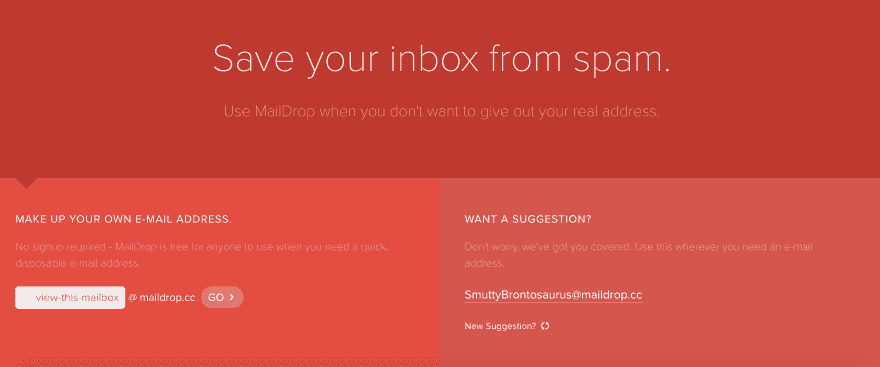 Save your inbox from spam.
Use MailDrop when you don't want to give out your real address.
MAKE UP YOUR OWN E-MAIL ADDRESS.
No signup required - MailDrop is free for anyone to use when you need a quick,
disposable e-mail address.
view-this-mailbox @ maildrop.cc GO
WANT A SUGGESTION?
Don't worry, we've got you covered. Use this wherever you need an e-mail
address.
SmuttyBrontosaurus@maildrop.cc
New Suggestion?